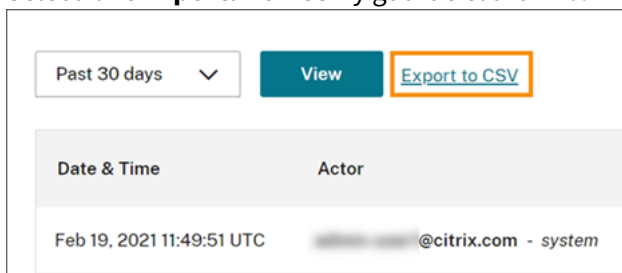 Past 30 days View Export to CSV
Date & Time Actor
Feb 19, 2021 11:49:51 UTC @citrix.com - system